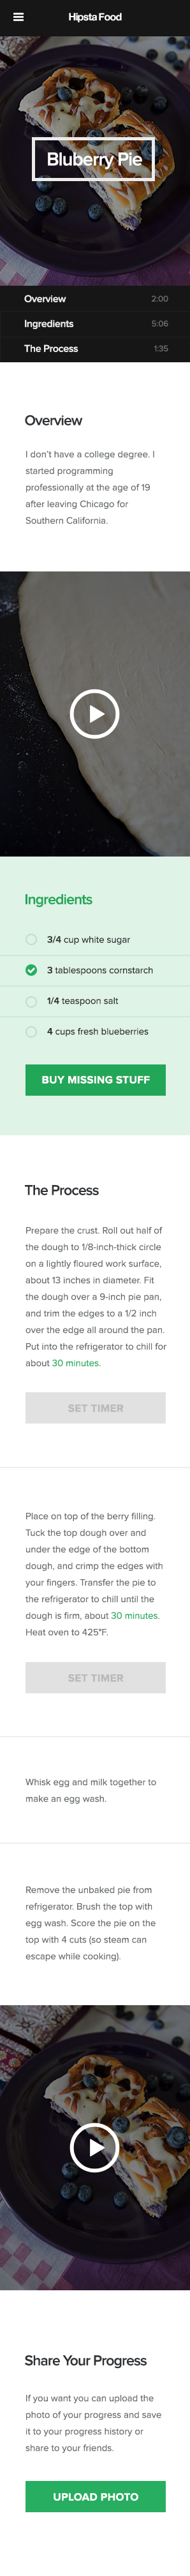 Hipsta Food
Bluberry Pie
Overview 2:00
Ingredients 5:06
The Process 1:35
Overview
I don't have a college degree. I
started programming
professionally at the age of 19
after leaving Chicago for
Southern California.
Ingredients
3/4 cup white sugar
3 tablespoons cornstarch
1/4 teaspoon salt
4 cups fresh blueberries
BUY MISSING STUFF
The Process
Prepare the crust. Roll out half of
the dough to 1/8-inch-thick circle
on a lightly floured work surface,
about 13 inches in diameter. Fit
the dough over a 9-inch pie pan,
and trim the edges to a 1/2 inch
over the edge all around the pan.
Put into the refrigerator to chill for
about 30 minutes.
SET TIMER
Place on top of the berry filling.
Tuck the top dough over and
under the edge of the bottom
dough, and crimp the edges with
your fingers. Transfer the pie to
the refrigerator to chill until the
dough is firm, about 30 minutes.
Heat oven to 425°F.
SET TIMER
Whisk egg and milk together to
make an egg wash.
Remove the unbaked pie from
refrigerator. Brush the top with
egg wash. Score the pie on the
top with 4 cuts (so steam can
escape while cooking).
Share Your Progress
If you want you can upload the
photo of your progress and save
it to your progress history or
share to your friends.
UPLOAD PHOTO